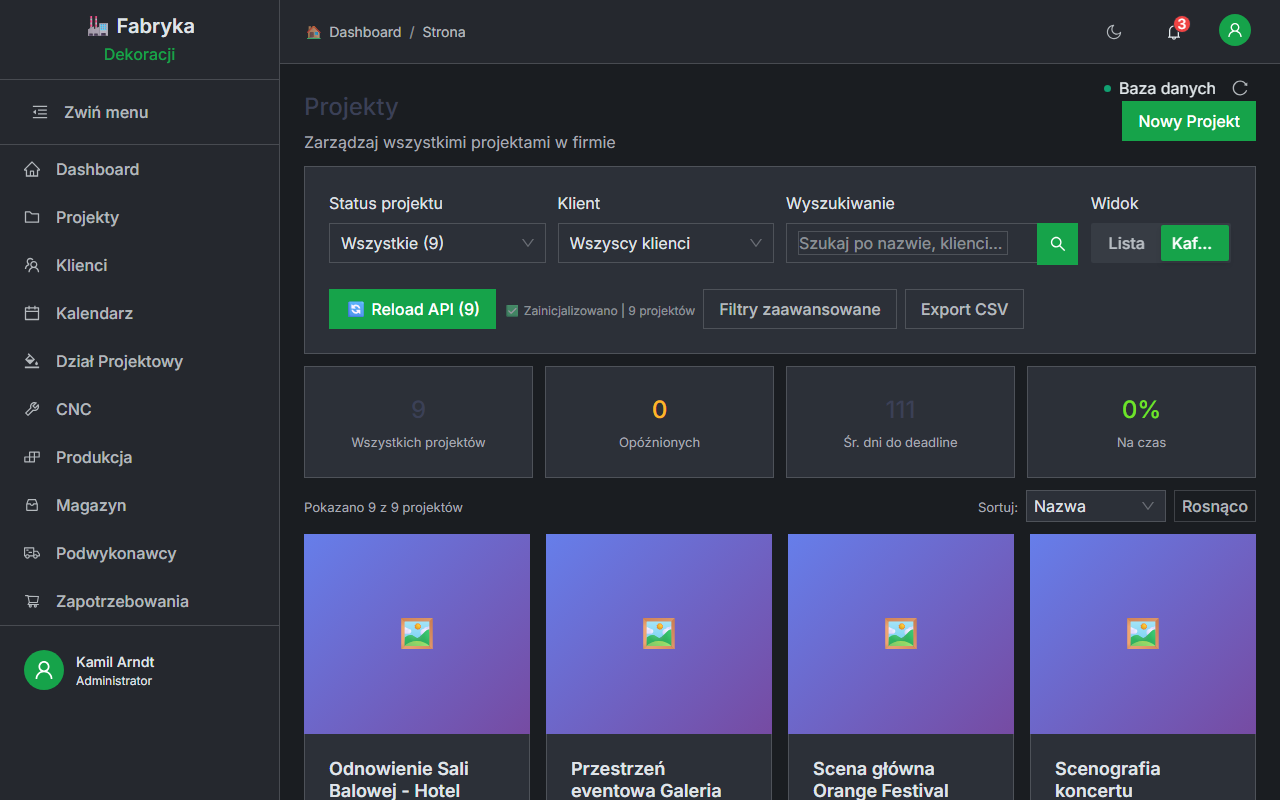 Fabryka
Dekoracji
Zwiń menu
Dashboard
Projekty
Klienci
Kalendarz
Dział Projektowy
CNC
Produkcja
Magazyn
Podwykonawcy
Zapotrzebowania
Kamil Arndt
Administrator
Dashboard / Strona
3
Baza danych
Projekty
Nowy Projekt
Zarządzaj wszystkimi projektami w firmie
Status projektu
Klient
Wyszukiwanie
Widok
Wszystkie (9)
Wszyscy klienci
Szukaj po nazwie, klienci...
Lista
Kaf...
Reload API (9)
Zainicjalizowano | 9 projektów
Filtry zaawansowane
Export CSV
9
Wszystkich projektów
0
Opóźnionych
111
Śr. dni do deadline
0%
Na czas
Pokazano 9 z 9 projektów
Sortuj:
Nazwa
Rosnąco
Odnowienie Sali
Balowej - Hotel
Przestrzeń
eventowa Galeria
Scena główna
Orange Festival
Scenografia
koncertu